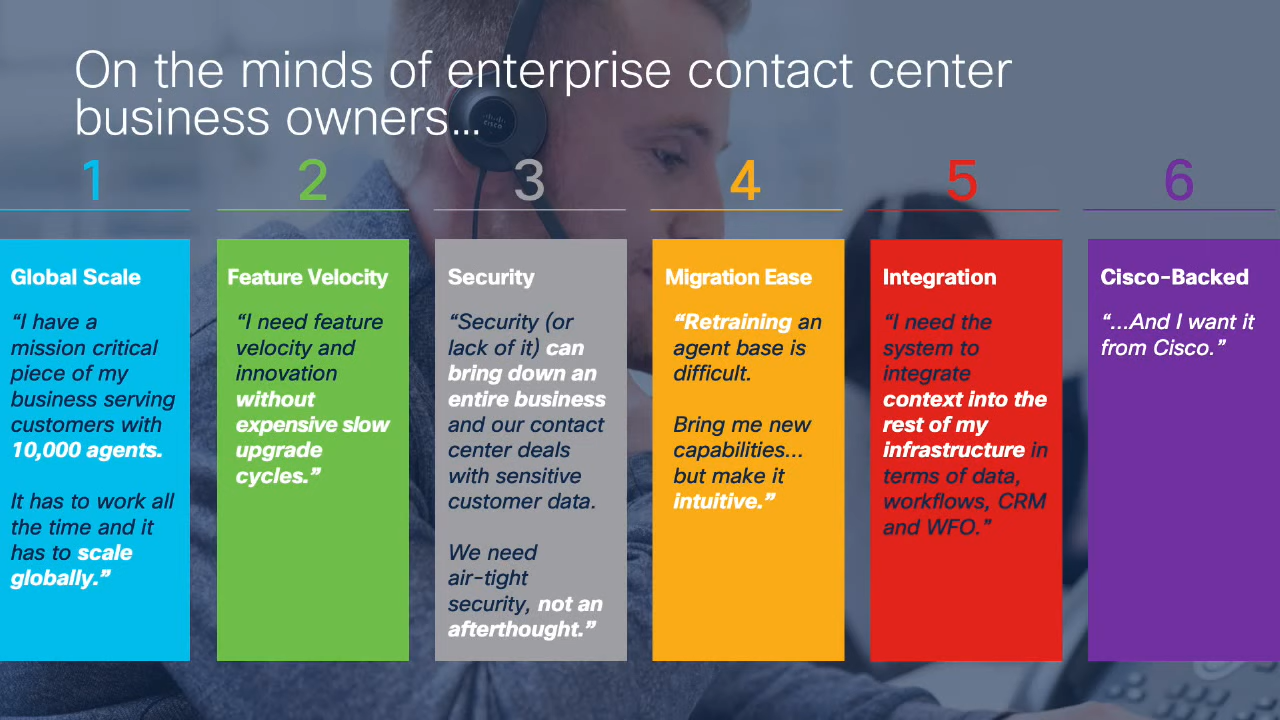 On the minds of enterprise contact center
business owners...
1
2
3
4
5
6
Global Scale
“I have a
mission critical
piece of my
business serving
customers with
10,000 agents.
It has to work all
the time and it
has to scale
globally.”
Feature Velocity
“I need feature
velocity and
innovation
without
expensive slow
upgrade
cycles.”
Security
“Security (or
lack of it) can
bring down an
entire business
and our contact
center deals
with sensitive
customer data.
We need
air-tight
security, not an
afterthought.”
Migration Ease
“Retraining an
agent base is
difficult.
Bring me new
capabilities...
but make it
intuitive.”
Integration
“I need the
system to
integrate
context into the
rest of my
infrastructure in
terms of data,
workflows, CRM
and WFO.”
Cisco-Backed
“...And I want it
from Cisco.”
CISCO